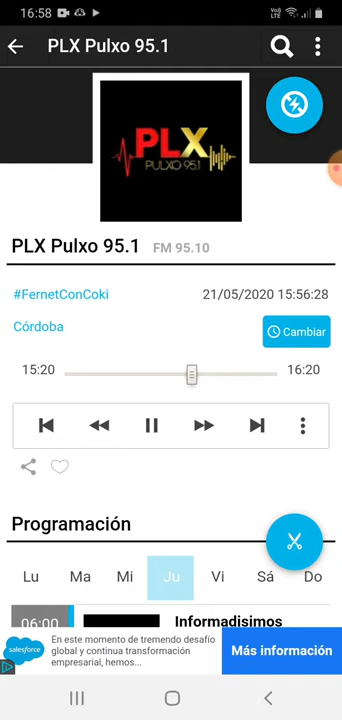 16:58
Vo) LTE
PLX Pulxo 95.1
PLX
PULXO 95.1
PLX Pulxo 95.1 FM 95.10
#FernetConCoki 21/05/2020 15:56:28
Córdoba
Cambiar
15:20 16:20
Programación
Lu Ma Mi Ju Vi Sá Do
06:00 Informadisimos
salesforce
En este momento de tremendo desafío
global y continua transformación
empresarial, hemos...
Más información